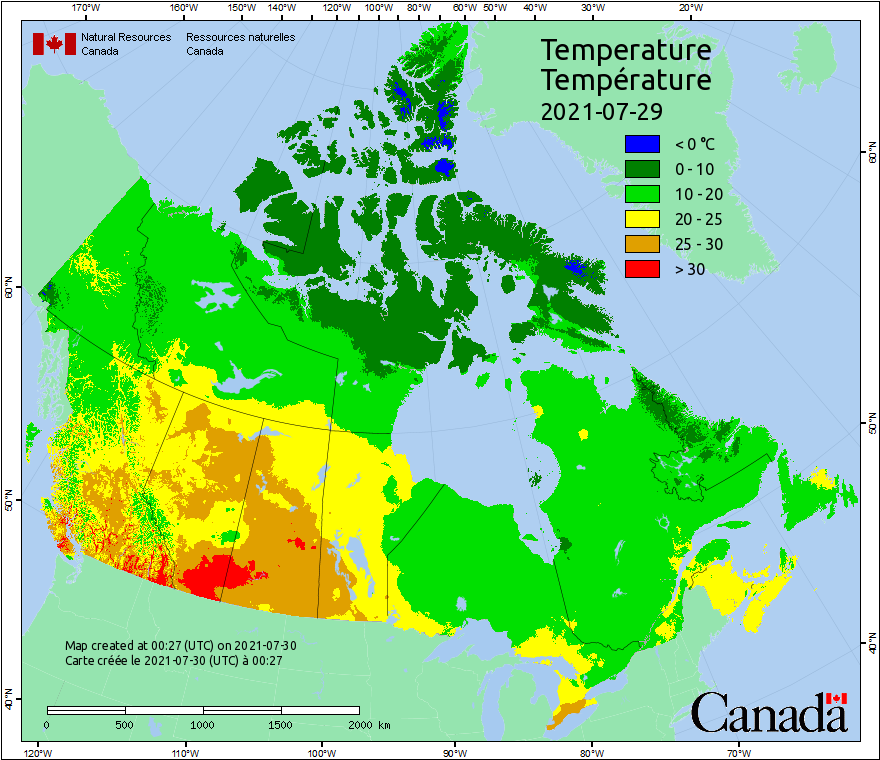 170°W 160°W 150°W 140°W 120°W 100°W 80°W 60°W 50°W 40°W 30°W 20°W
Natural Resources Ressources naturelles
Canada Canada
Temperature
Température
2021-07-29
< 0 °C
0 - 10
10 - 20
20 - 25
25 - 30
> 30
60°N
60°N
50°N
50°N
40°N
40°N
Map created at 00:27 (UTC) on 2021-07-30
Carte créée le 2021-07-30 (UTC) à 00:27
0 500 1000 1500 2000 km
Canada
120°W 110°W 100°W 90°W 80°W 70°W